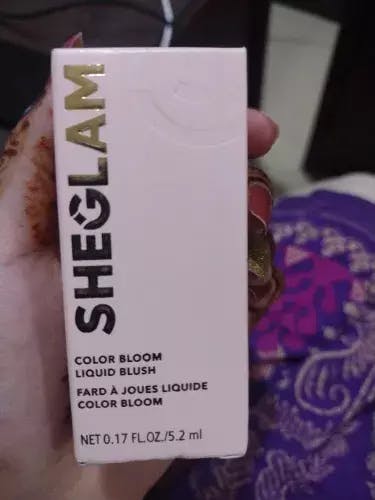 SHEGLAM
COLOR BLOOM
LIQUID BLUSH
FARD À JOUES LIQUIDE
COLOR BLOOM
NET 0.17 FL.OZ./5.2 ml